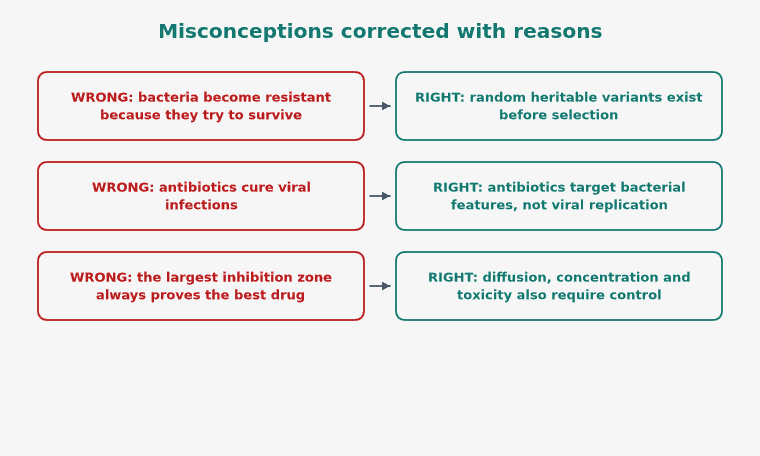 Misconceptions corrected with reasons
WRONG: bacteria become resistant
because they try to survive
RIGHT: random heritable variants exist
before selection
WRONG: antibiotics cure viral
infections
RIGHT: antibiotics target bacterial
features, not viral replication
WRONG: the largest inhibition zone
always proves the best drug
RIGHT: diffusion, concentration and
toxicity also require control